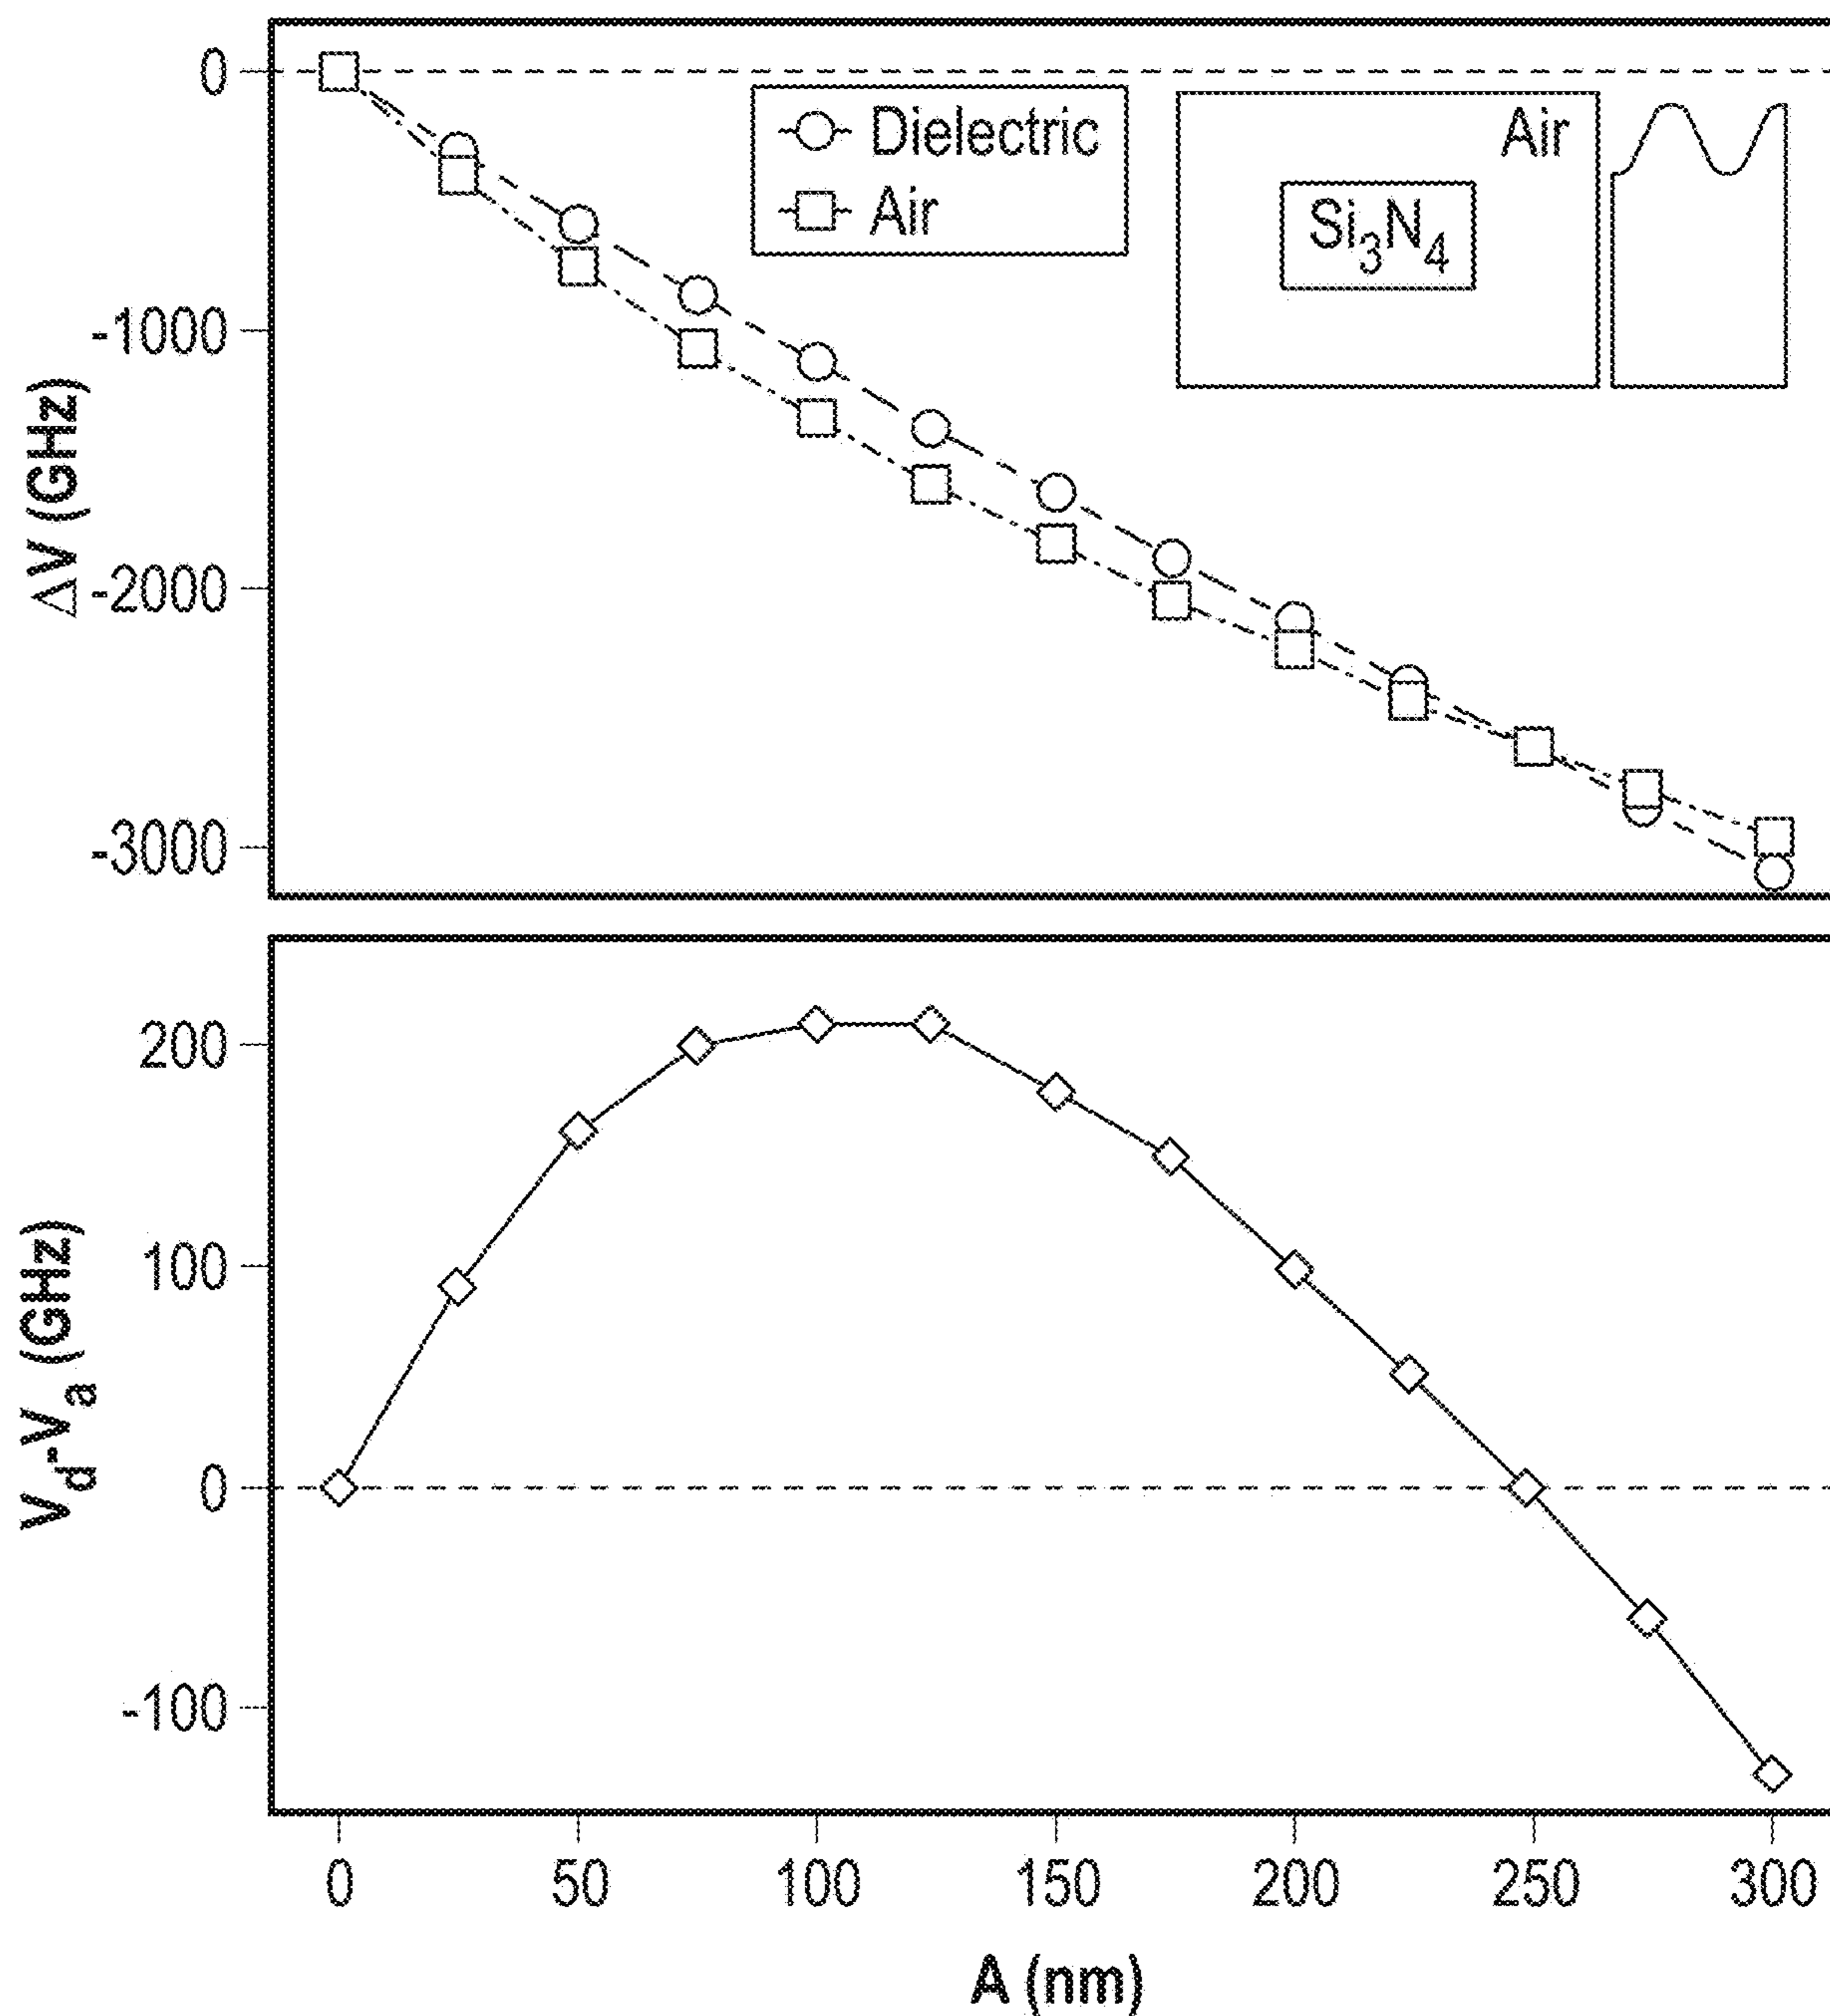 0
-1000
-2000
-3000
ΔV (GHz)
Dielectric
Air
Air
Si3N4
200
100
0
-100
Vd-Va (GHz)
0 50 100 150 200 250 300
A (nm)